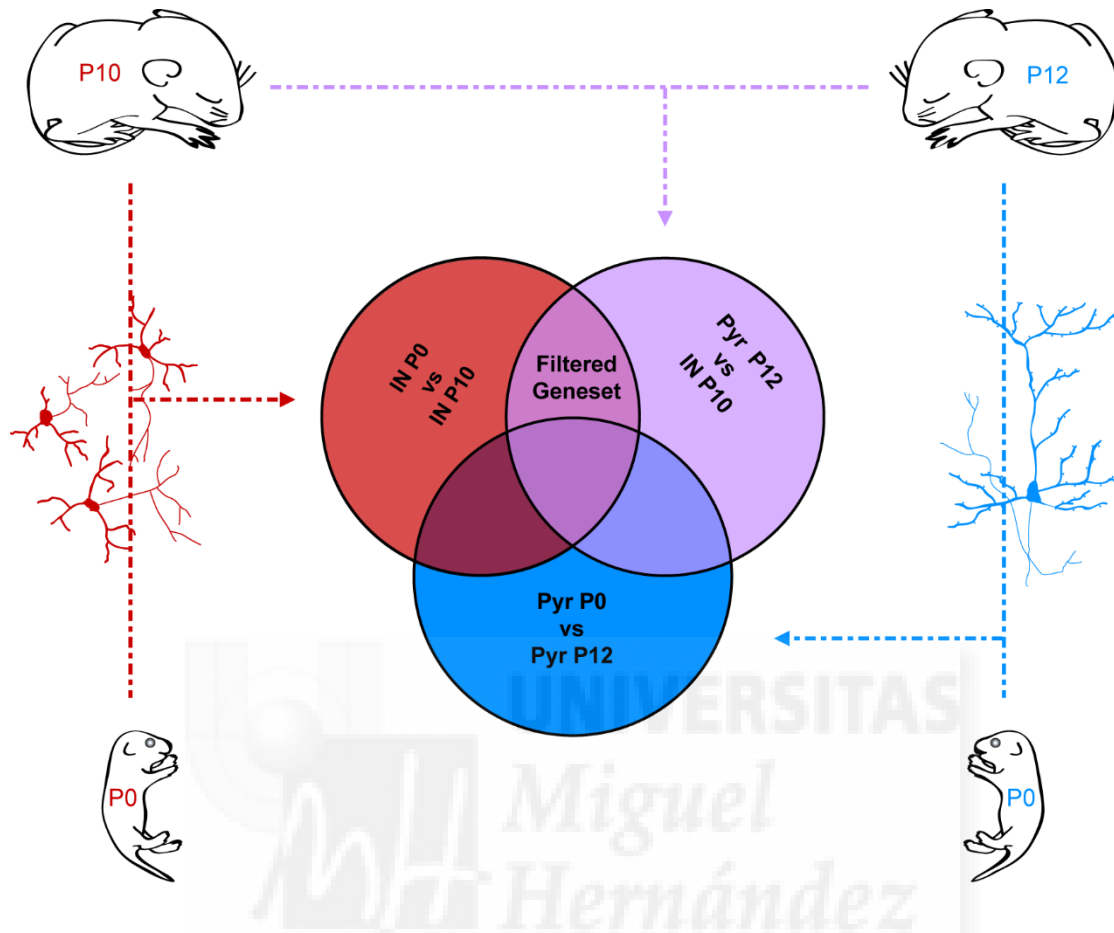 P10
P12
IN P0
vs
IN P10
Filtered
Geneset
Pyr P12
vs
IN P10
Pyr P0
vs
Pyr P12
P0
P0
UNIVERSITAS
Miguel
Hernández